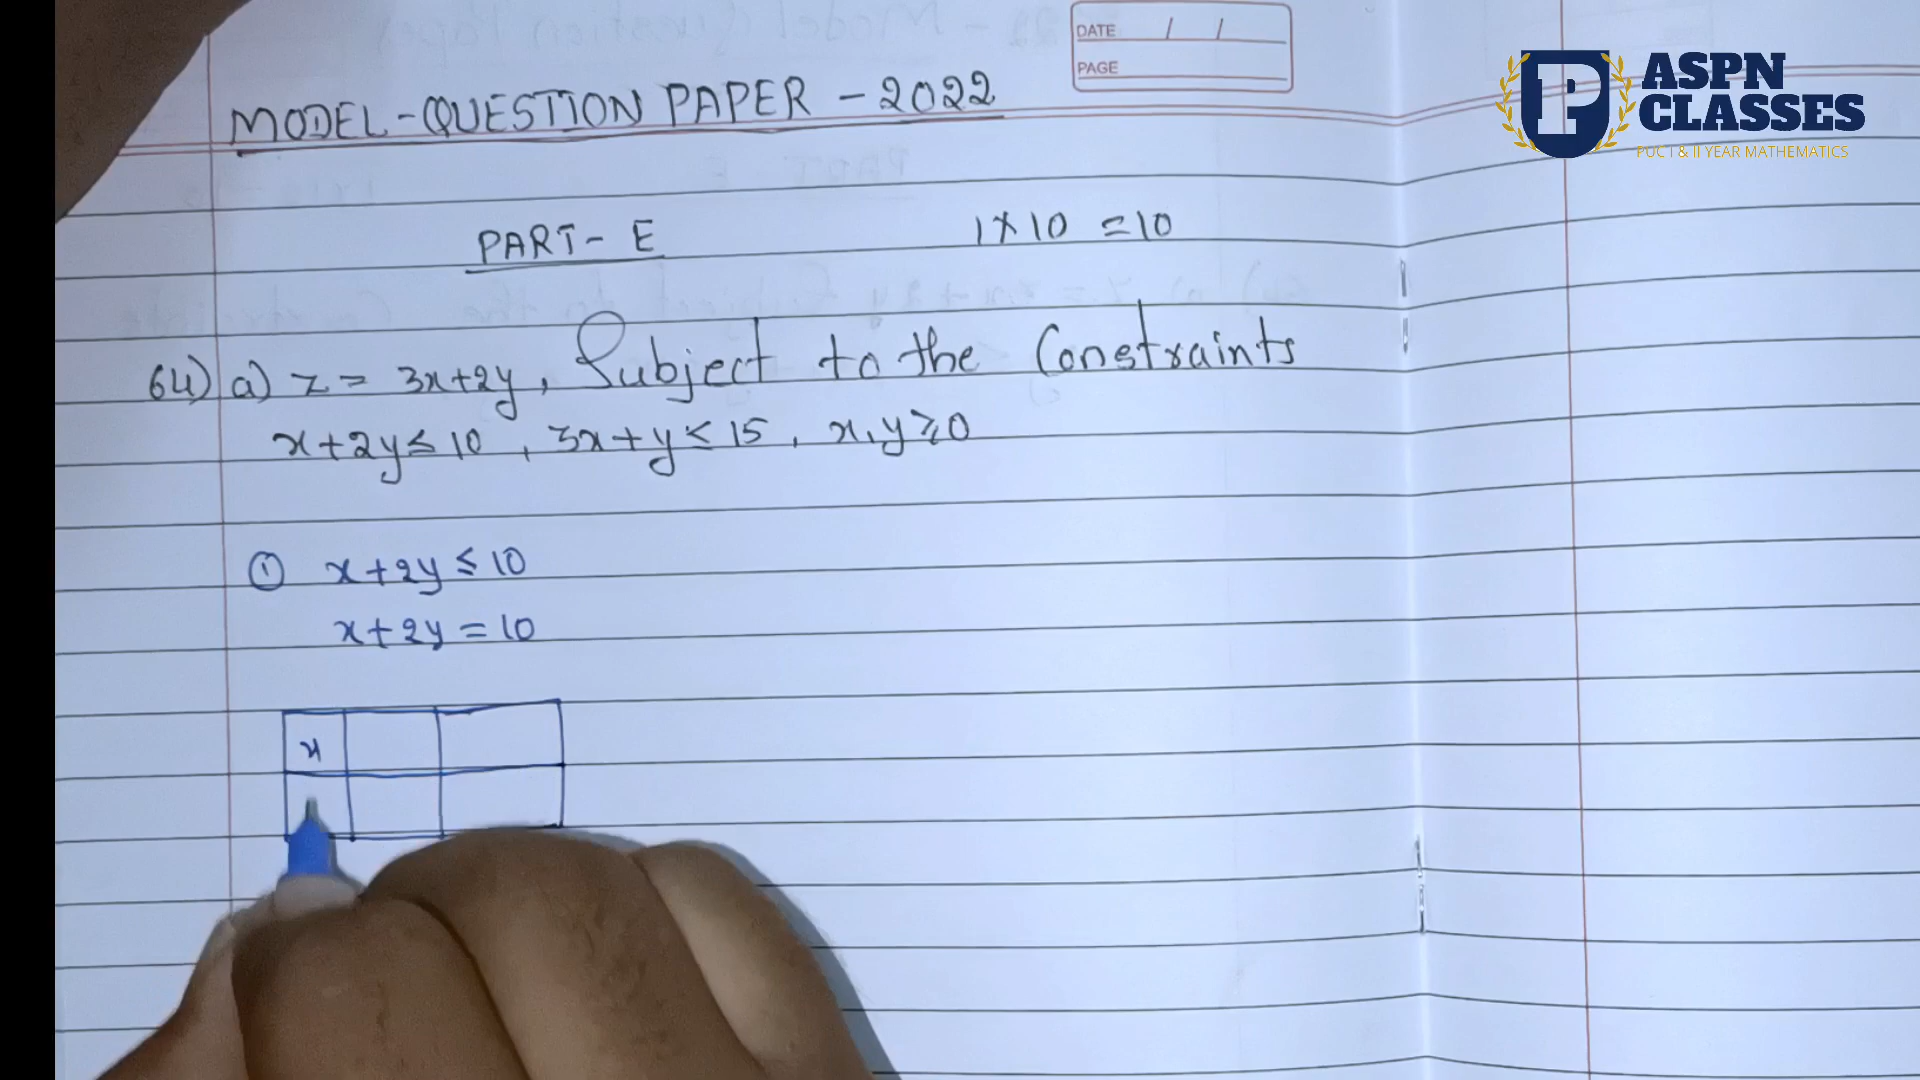 DATE / /
PAGE
ASPN
CLASSES
PUC I & II YEAR MATHEMATICS
MODEL-QUESTION PAPER - 2022
PART- E 1×10 =10
64) a) z = 3x+2y, Subject to the Constraints
x+2y≤10, 3x+y<15, x,y≥0
① x+2y≤10
x+2y=10
x